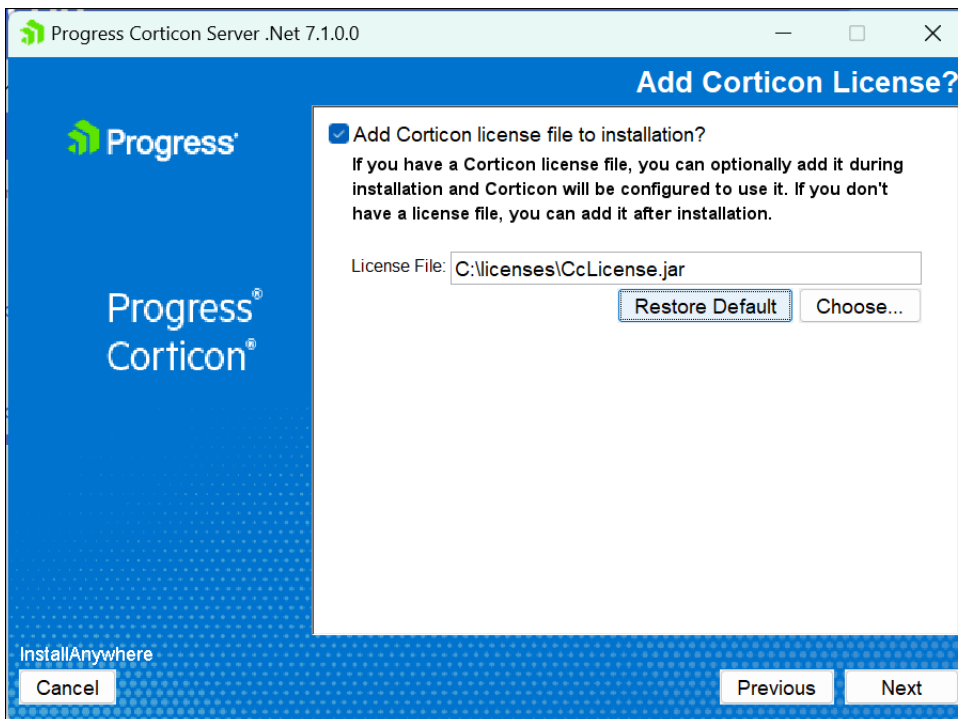 Progress Corticon Server .Net 7.1.0.0
Add Corticon License?
Progress
Add Corticon license file to installation?
If you have a Corticon license file, you can optionally add it during
installation and Corticon will be configured to use it. If you don't
have a license file, you can add it after installation.
License File: C:\licenses\CcLicense.jar
Restore Default Choose...
Progress®
Corticon®
InstallAnywhere
Cancel Previous Next